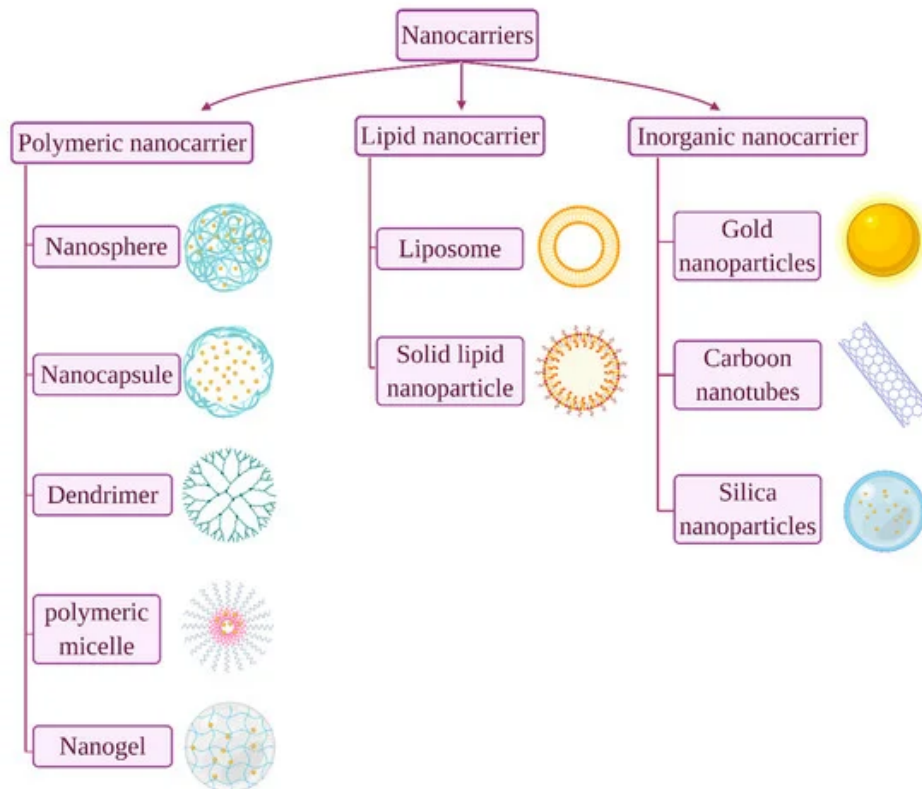 Nanocarriers
Polymeric nanocarrier
Lipid nanocarrier
Inorganic nanocarrier
Nanosphere
Nanocapsule
Dendrimer
polymeric
micelle
Nanogel
Liposome
Solid lipid
nanoparticle
Gold
nanoparticles
Carboon
nanotubes
Silica
nanoparticles